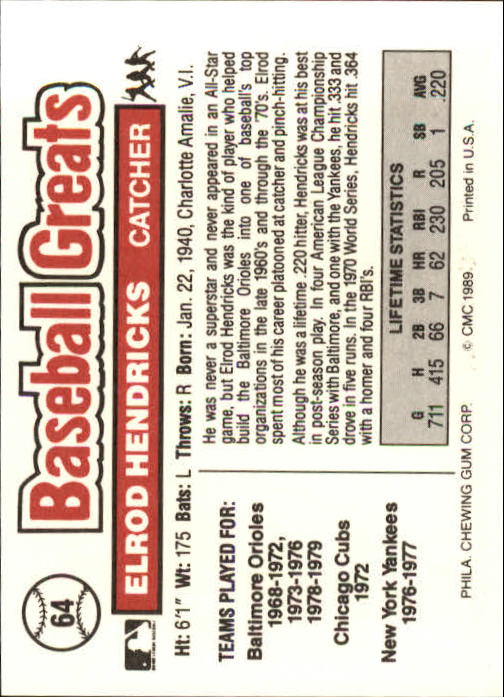 64
Baseball Greats
ELROD HENDRICKS CATCHER
Ht: 6'1" Wt: 175 Bats: L Throws: R Born: Jan. 22, 1940, Charlotte Amalie, V.I.
TEAMS PLAYED FOR:
Baltimore Orioles
1968-1972,
1973-1976
1978-1979
Chicago Cubs
1972
New York Yankees
1976-1977
He was never a superstar and never appeared in an All-Star
game, but Elrod Hendricks was the kind of player who helped
build the Baltimore Orioles into one of baseball's top
organizations in the late 1960's and through the '70's. Elrod
spent most of his career platooned at catcher and pinch-hitting.
Although he was a lifetime .220 hitter, Hendricks was at his best
in post-season play. In four American League Championship
Series with Baltimore, and one with the Yankees, he hit .333 and
drove in five runs. In the 1970 World Series, Hendricks hit .364
with a homer and four RBI's.
LIFETIME STATISTICS
G H 2B 3B HR RBI R SB AVG
711 415 66 7 62 230 205 1 .220
PHILA. CHEWING GUM CORP. © CMC 1989. Printed in U.S.A.